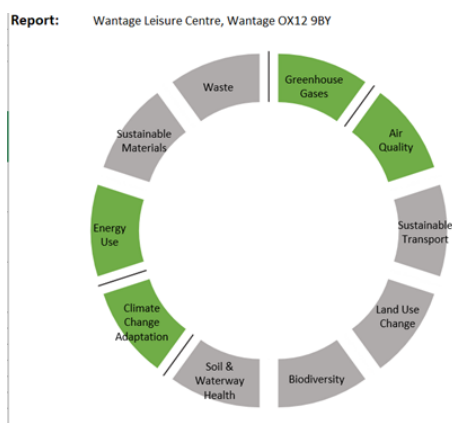 Report: Wantage Leisure Centre, Wantage OX12 9BY
Greenhouse
Gases
Air
Quality
Sustainable
Transport
Land Use
Change
Biodiversity
Soil &
Waterway
Health
Climate
Change
Adaptation
Energy
Use
Sustainable
Materials
Waste